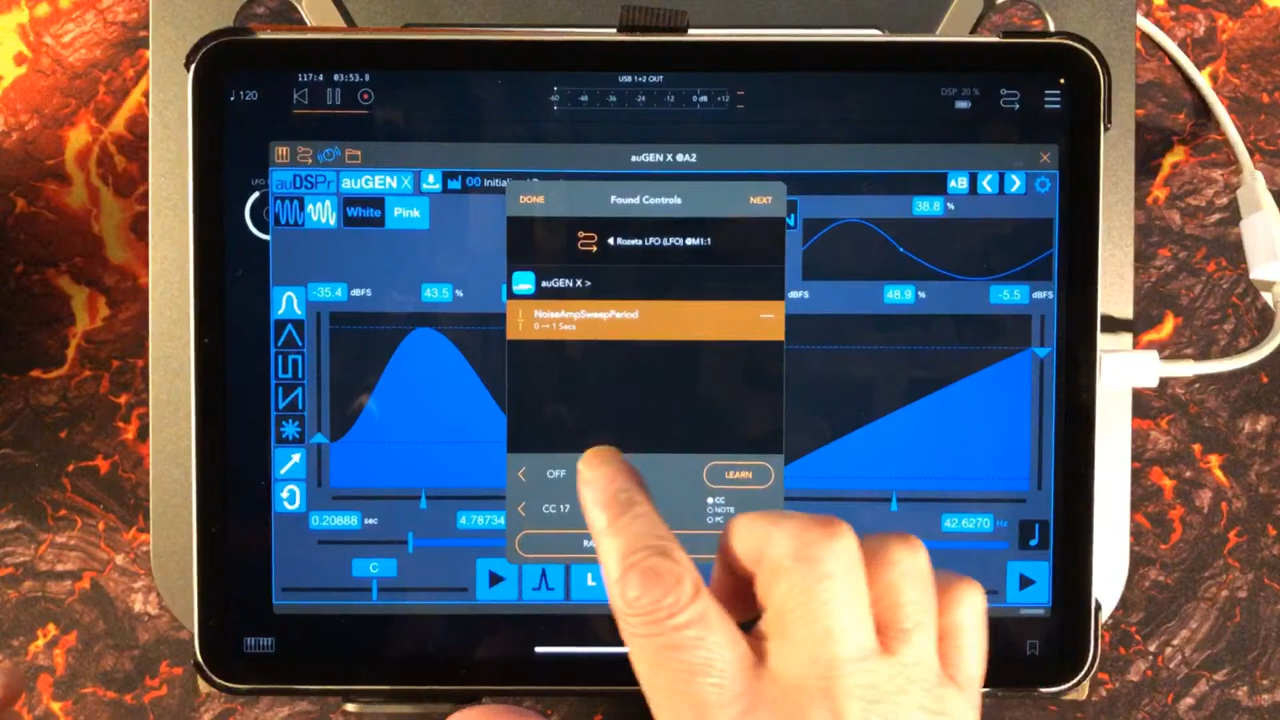 117:4 03:53.8
♩120
USB 1+2 OUT
-60 -48 -36 -24 -12 0 dB +12
DSP: 20 %
auGEN X @A2
auDSPr auGEN X
00
AB
White Pink
38.8 %
DONE
Found Controls
NEXT
Rozeta LFO (LFO) @M1:1
auGEN X >
NoiseAmpSweepPeriod
0 → 1 Secs
-35.4 dBFS
43.5 %
dBFS
48.9 %
-5.5 dBFS
OFF
LEARN
CC 17
CC
NOTE
PC
0.20888 sec
4.78734
42.6270 Hz
C
L
LFO